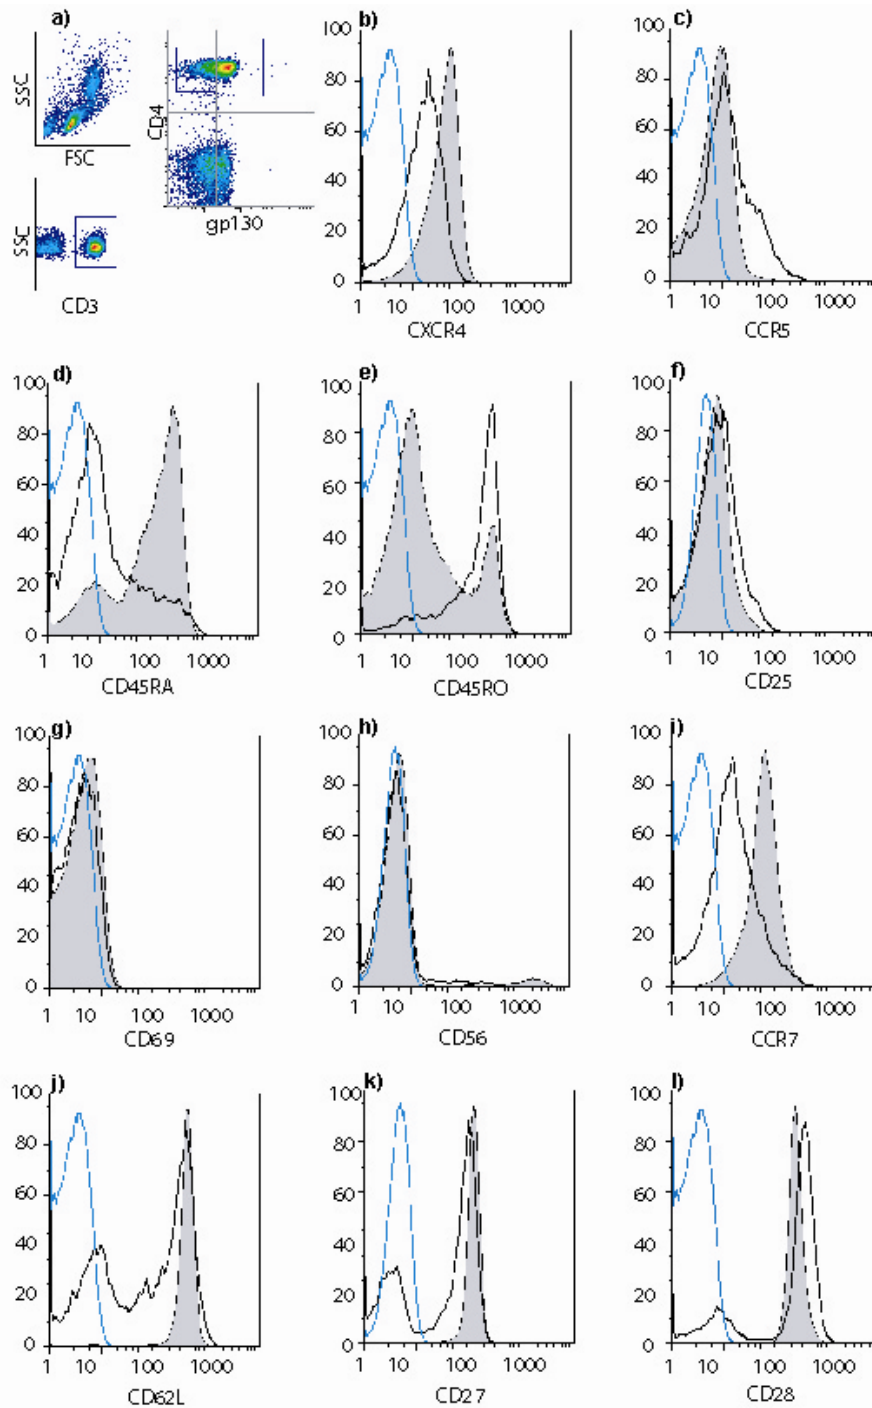 a)
SSC
FSC
CD4
gp130
SSC
CD3
b)
100
80
60
40
20
0
1 10 100 1000
CXCR4
c)
100
80
60
40
20
0
1 10 100 1000
CCR5
d)
100
80
60
40
20
0
1 10 100 1000
CD45RA
e)
100
80
60
40
20
0
1 10 100 1000
CD45RO
f)
100
80
60
40
20
0
1 10 100 1000
CD25
g)
100
80
60
40
20
0
1 10 100 1000
CD69
h)
100
80
60
40
20
0
1 10 100 1000
CD56
i)
100
80
60
40
20
0
1 10 100 1000
CCR7
j)
100
80
60
40
20
0
1 10 100 1000
CD62L
k)
100
80
60
40
20
0
1 10 100 1000
CD27
l)
100
80
60
40
20
0
1 10 100 1000
CD28